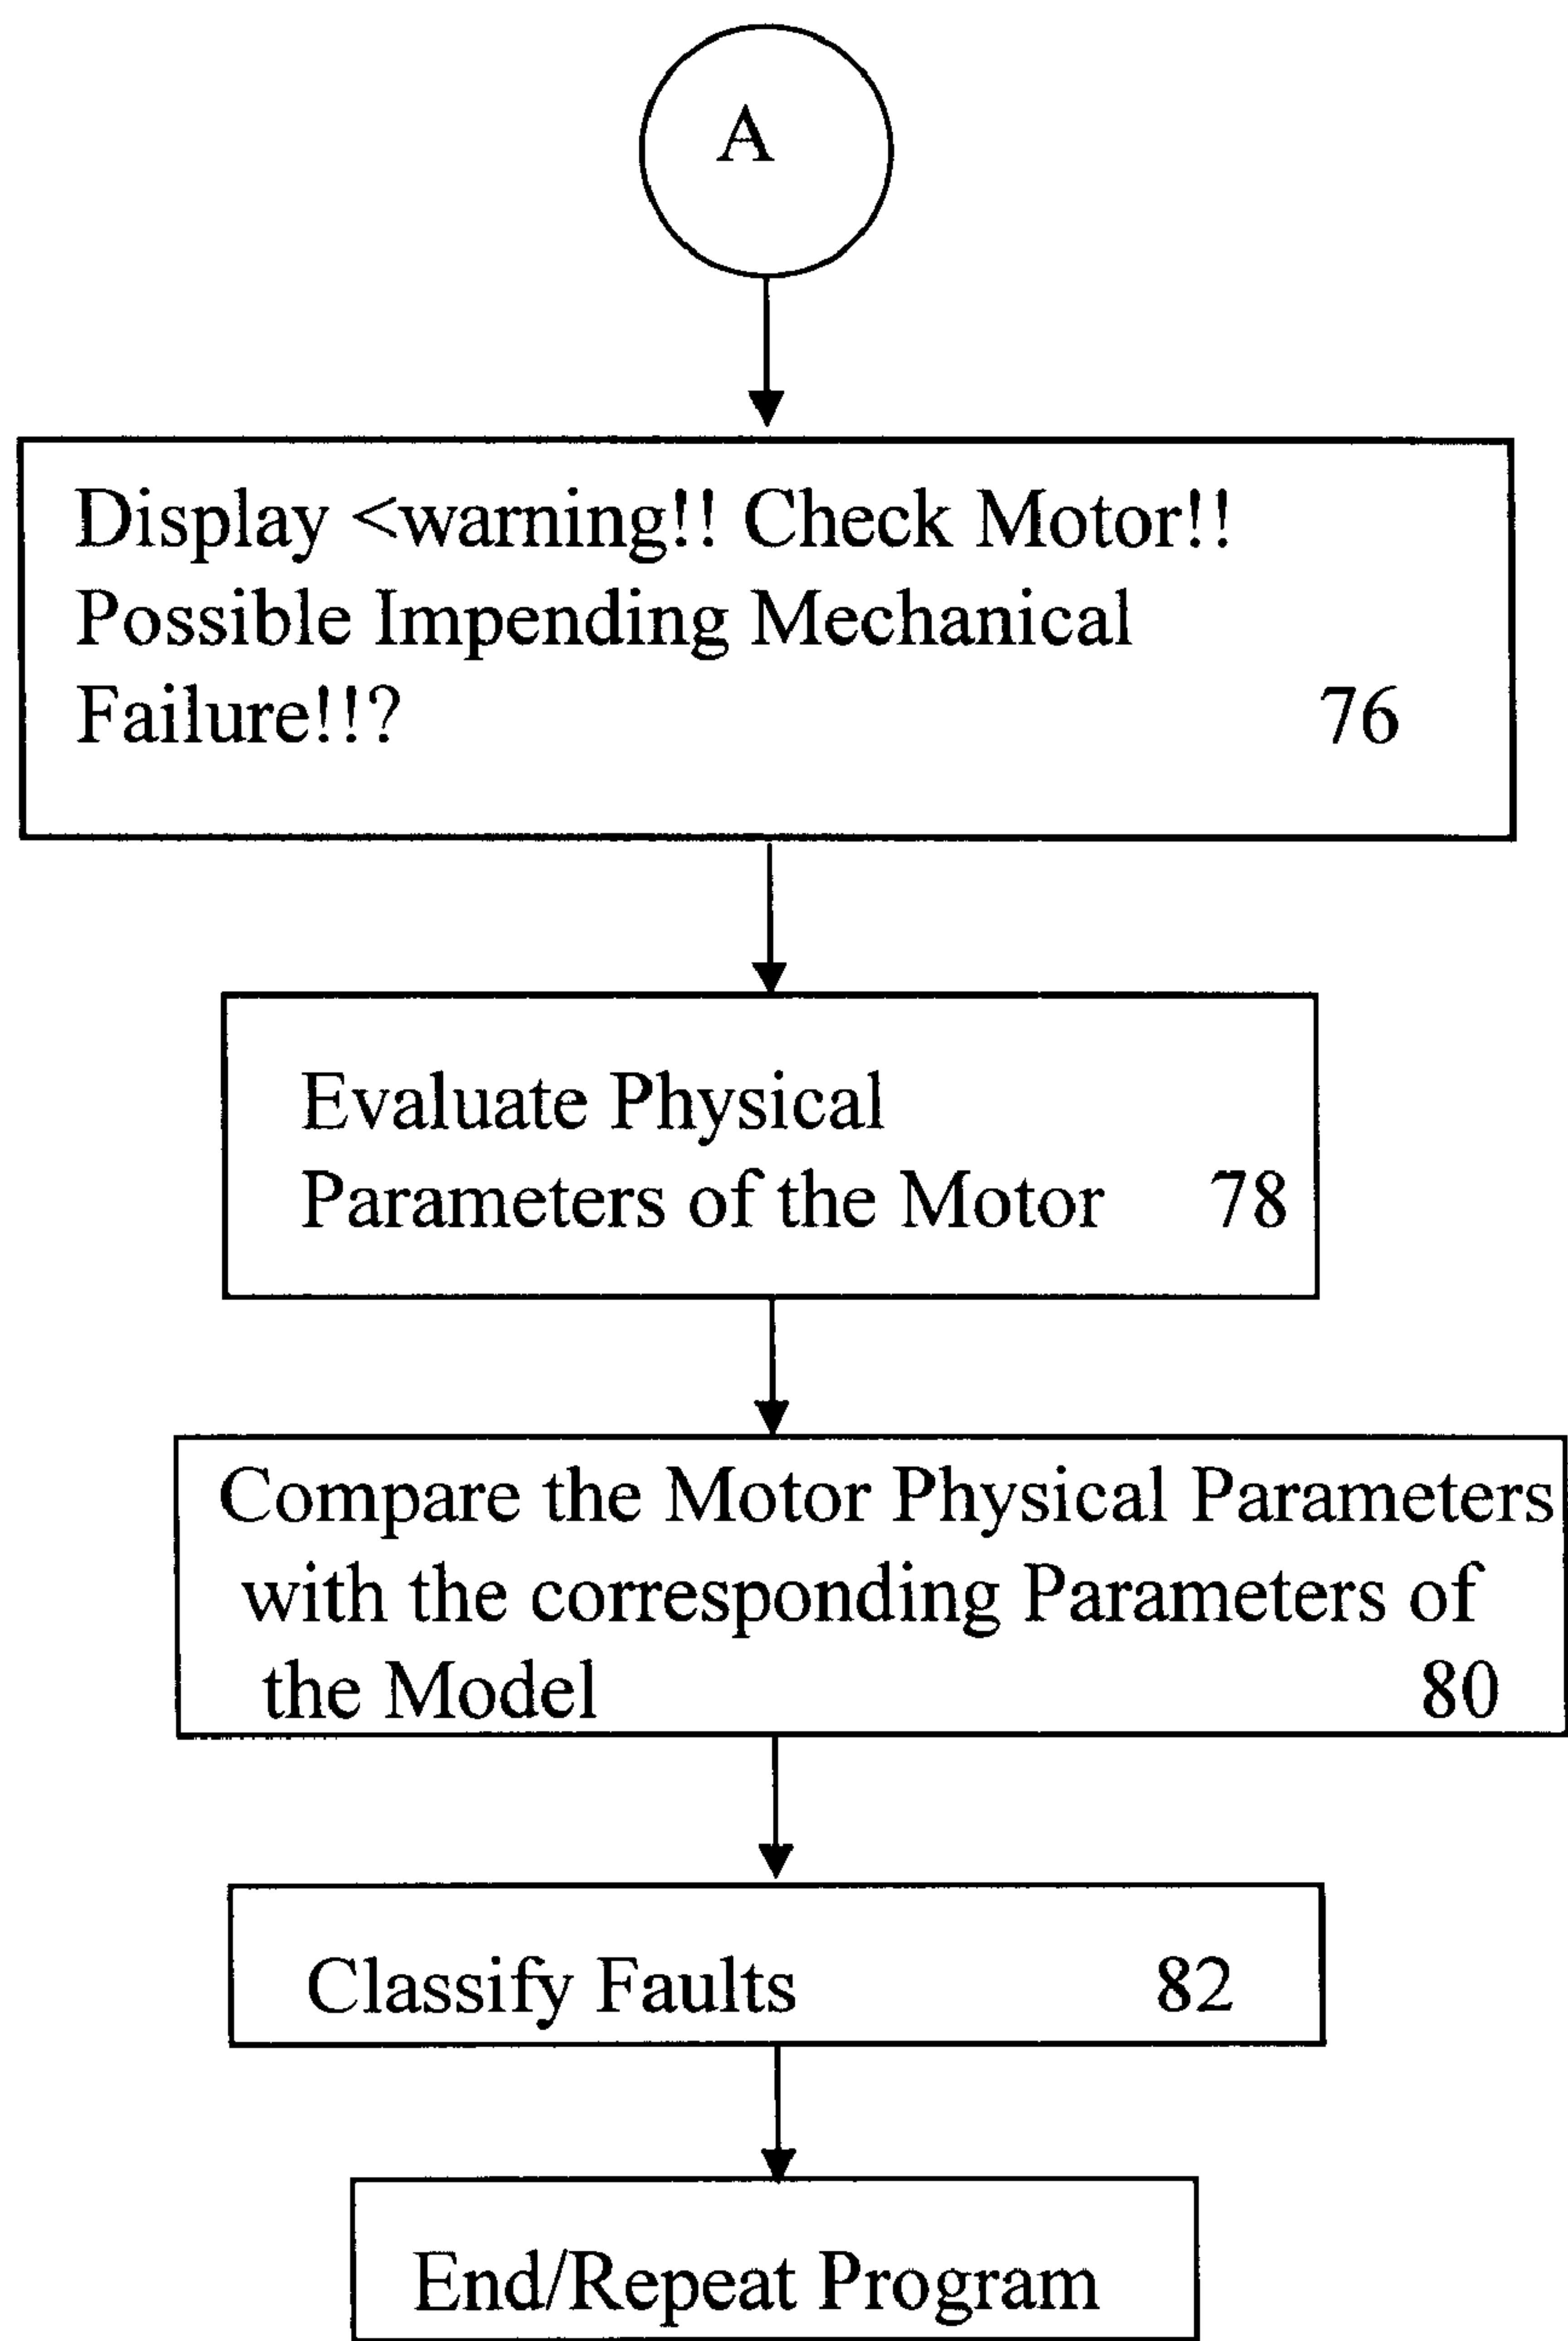 A
Display <warning!! Check Motor!!
Possible Impending Mechanical
Failure!!? 76
Evaluate Physical
Parameters of the Motor 78
Compare the Motor Physical Parameters
with the corresponding Parameters of
the Model 80
Classify Faults 82
End/Repeat Program